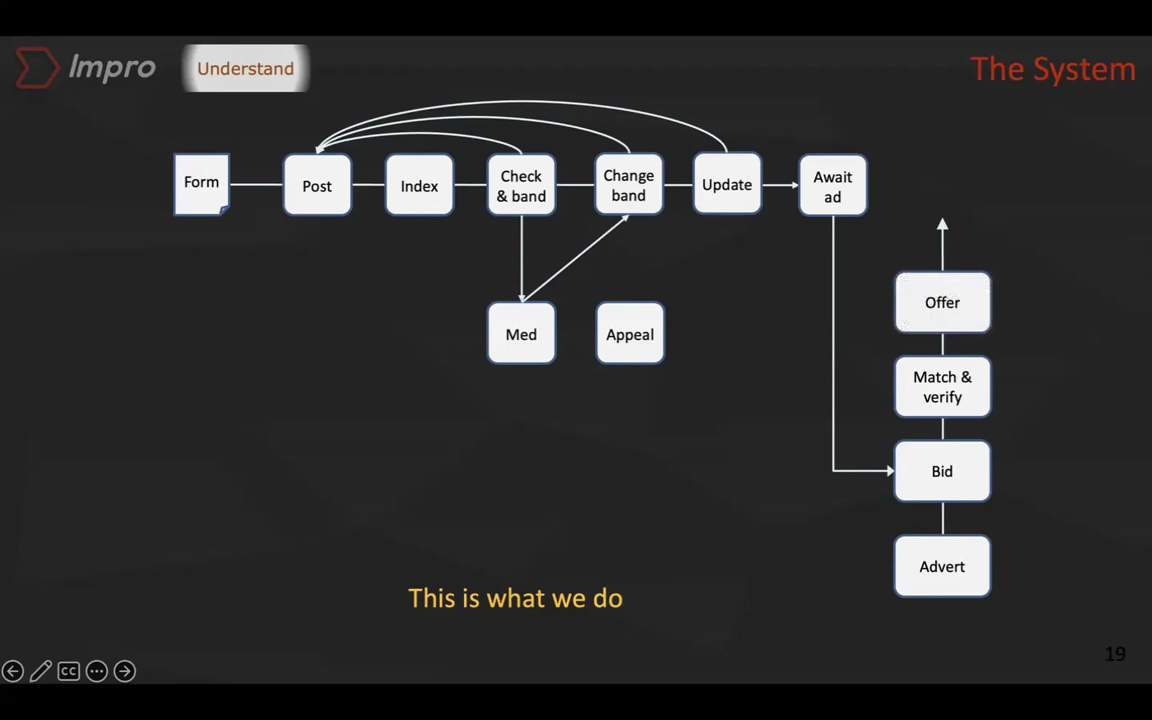 Impro
Understand
The System
Form
Post
Index
Check
& band
Change
band
Update
Await
ad
Offer
Med
Appeal
Match &
verify
Bid
Advert
This is what we do
19
CC